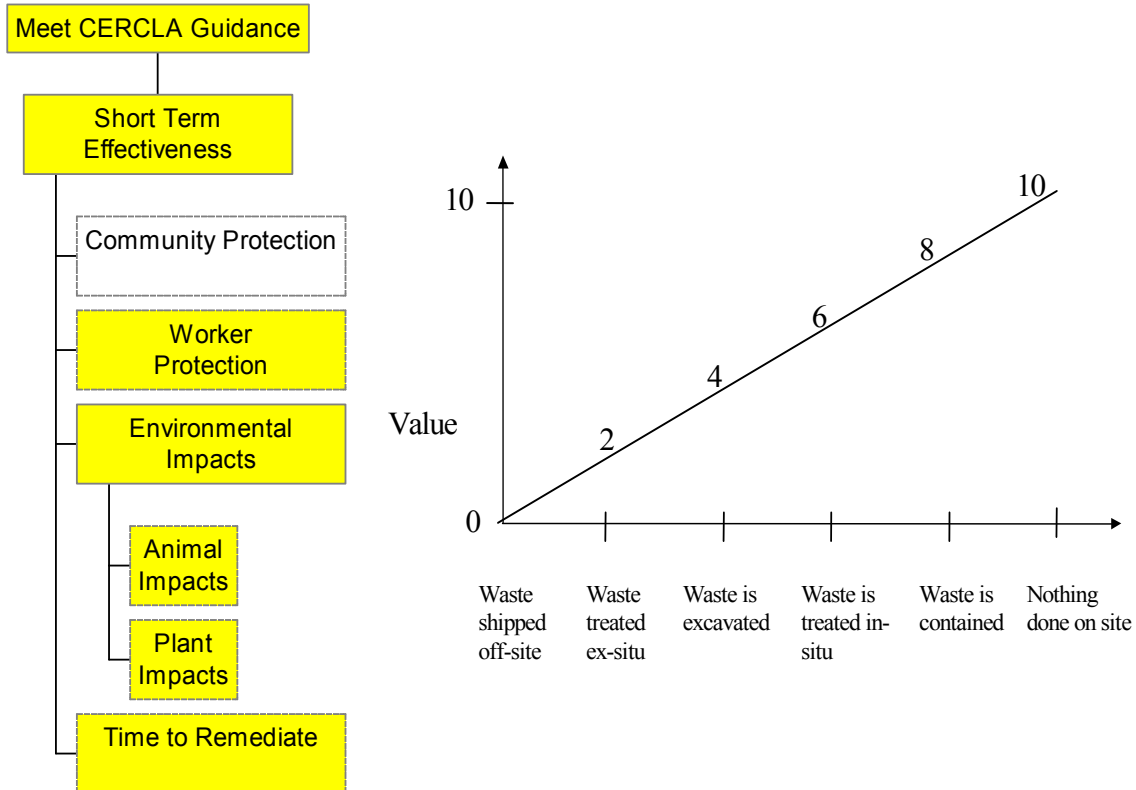 Meet CERCLA Guidance
Short Term
Effectiveness
Community Protection
Worker
Protection
Environmental
Impacts
Animal
Impacts
Plant
Impacts
Time to Remediate
Value
10
0
2
4
6
8
10
Waste
shipped
off-site
Waste
treated
ex-situ
Waste is
excavated
Waste is
treated in-
situ
Waste is
contained
Nothing
done on site